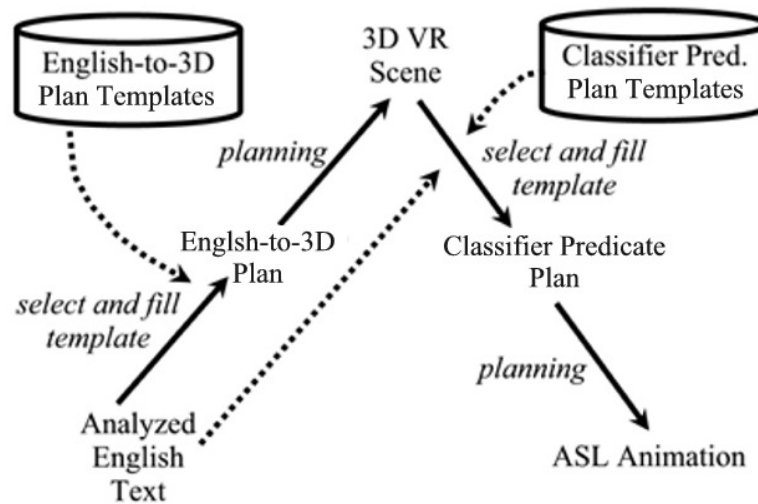 English-to-3D
Plan Templates
3D VR
Scene
Classifier Pred.
Plan Templates
planning
select and fill
template
Englsh-to-3D
Plan
Classifier Predicate
Plan
select and fill
template
planning
Analyzed
English
Text
ASL Animation